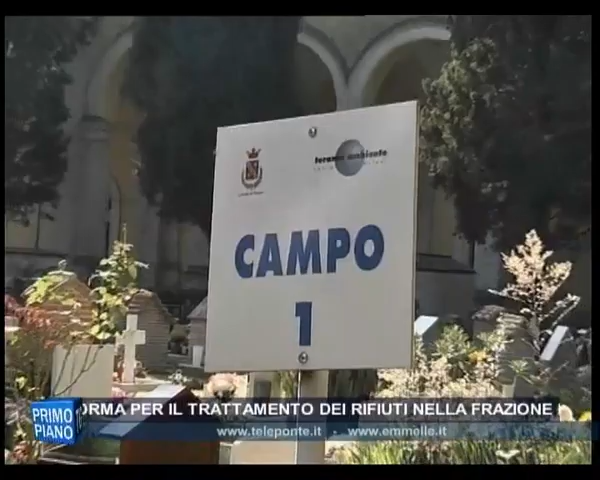 teramo ambiente
CAMPO
1
PRIMO PIANO
ORMA PER IL TRATTAMENTO DEI RIFIUTI NELLA FRAZIONE
www.teleponte.it - www.emmelle.it